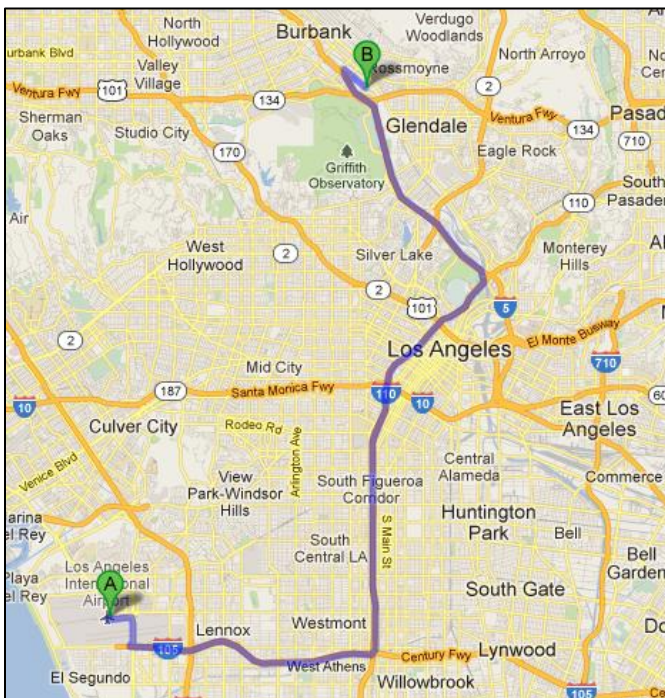 North
Hollywood
Burbank
Verdugo
Woodlands
urbank Blvd
B
Rossmoyne
North Arroyo
Valley
Village
2
Ventura Fwy
101
134
Pasad
Sherman
Oaks
Studio City
Glendale
Ventura Fwy
134
710
170
Eagle Rock
Griffith
Observatory
110
South
Pasaden
Air
West
Hollywood
2
Silver Lake
Monterey
Hills
2
101
5
2
Los Angeles
El Monte Busway
710
Mid City
187
Santa Monica Fwy
110
10
10
60
Culver City
Rodeo Rd
East Los
Angeles
Arlington Ave
Venice Blvd
View
Park-Windsor
Hills
South Figueroa
Corridor
Central
Alameda
Commerce
arina
el Rey
S Main St
Huntington
Park
Bell
South
Central LA
Bell
Garden
Playa
el Rey
Los Angeles
International
Airport
A
South Gate
Lennox
Westmont
Do
105
West Athens
Century Fwy
Lynwood
El Segundo
Willowbrook
105